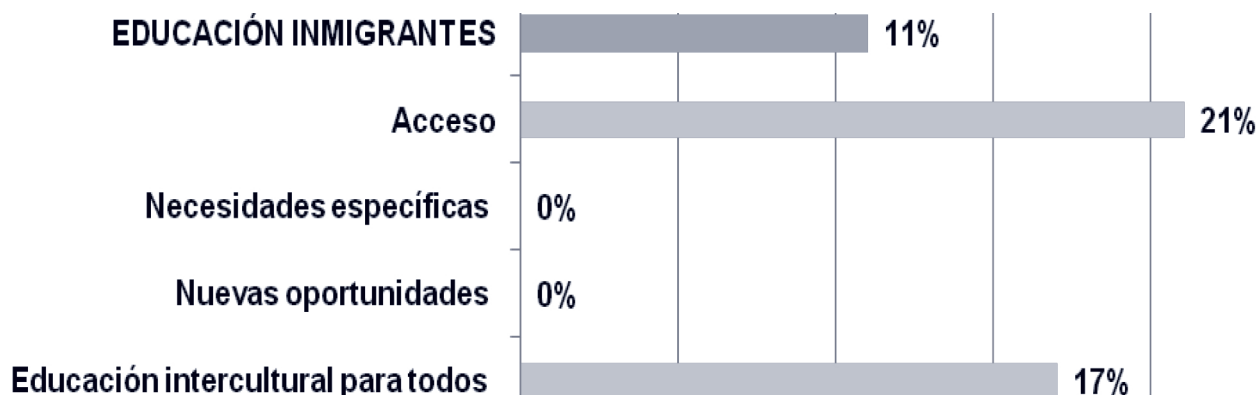 EDUCACIÓN INMIGRANTES 11%
Acceso 21%
Necesidades específicas 0%
Nuevas oportunidades 0%
Educación intercultural para todos 17%